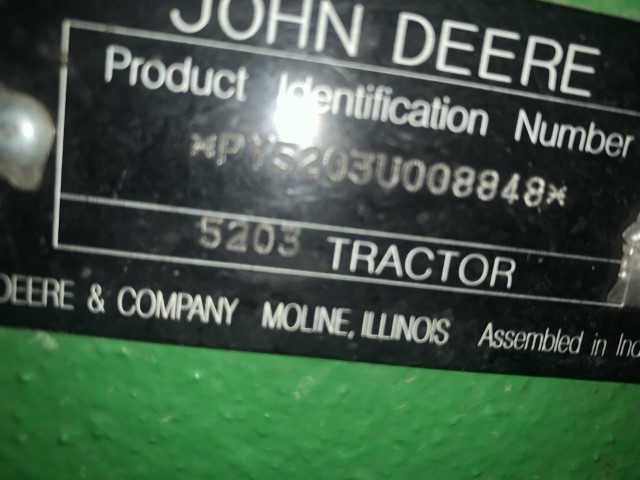 JOHN DEERE
Product Identification Number
*PY5203U008848*
5203 TRACTOR
DEERE & COMPANY MOLINE, ILLINOIS Assembled in